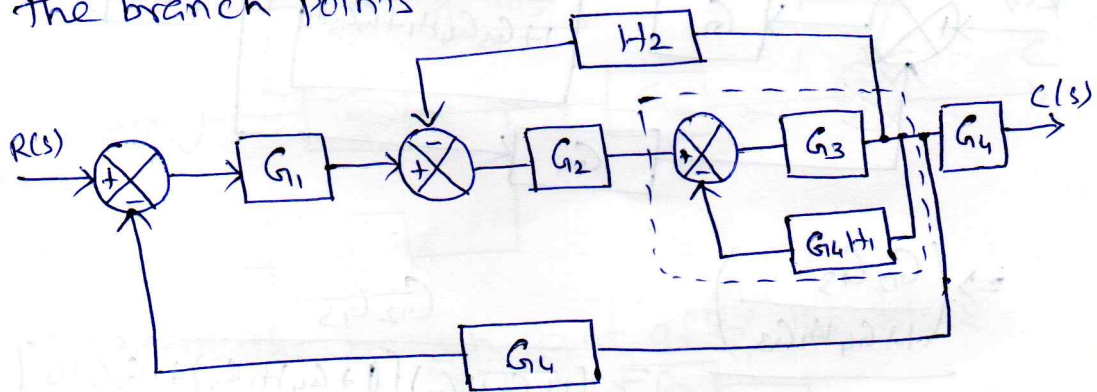 the branch points
H2
R(s) + - G1 + - G2 + - G3 G4 C(s)
G4H1
G4